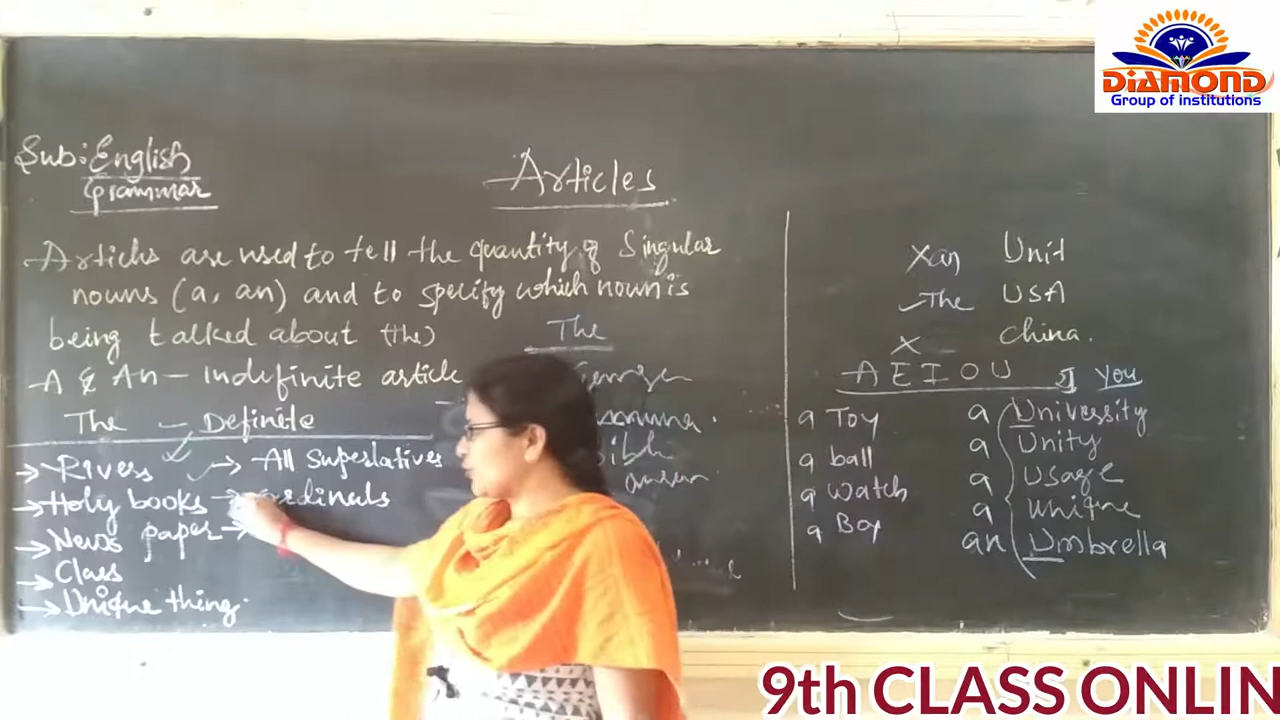 DiAMOND
Group of institutions
Sub: English
Grammar
Articles
Articles are used to tell the quantity of Singular
nouns (a, an) and to specify which noun is
being talked about (the)
A & An - Indefinite article
The - Definite
→ Rivers
→ Holy books
→ News paper
→ Class
→ Unique thing.
→ All Superlatives
The
X an Unit
✓ The USA
X China.
A E I O U
you
a Toy
a ball
a Watch
a Boy
a University
a Unity
a Usage
a Unique
an Umbrella
9th CLASS ONLIN